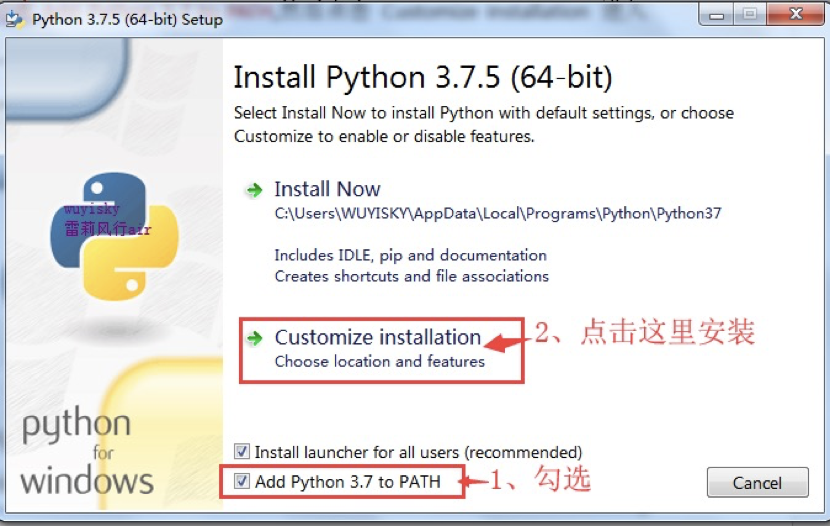 Python 3.7.5 (64-bit) Setup
Install Python 3.7.5 (64-bit)
Select Install Now to install Python with default settings, or choose
Customize to enable or disable features.
Install Now
C:\Users\WUYISKY\AppData\Local\Programs\Python\Python37
Includes IDLE, pip and documentation
Creates shortcuts and file associations
wuyisky
雷莉风行air
Customize installation
Choose location and features
2、点击这里安装
python
for
windows
Install launcher for all users (recommended)
Add Python 3.7 to PATH
1、勾选
Cancel